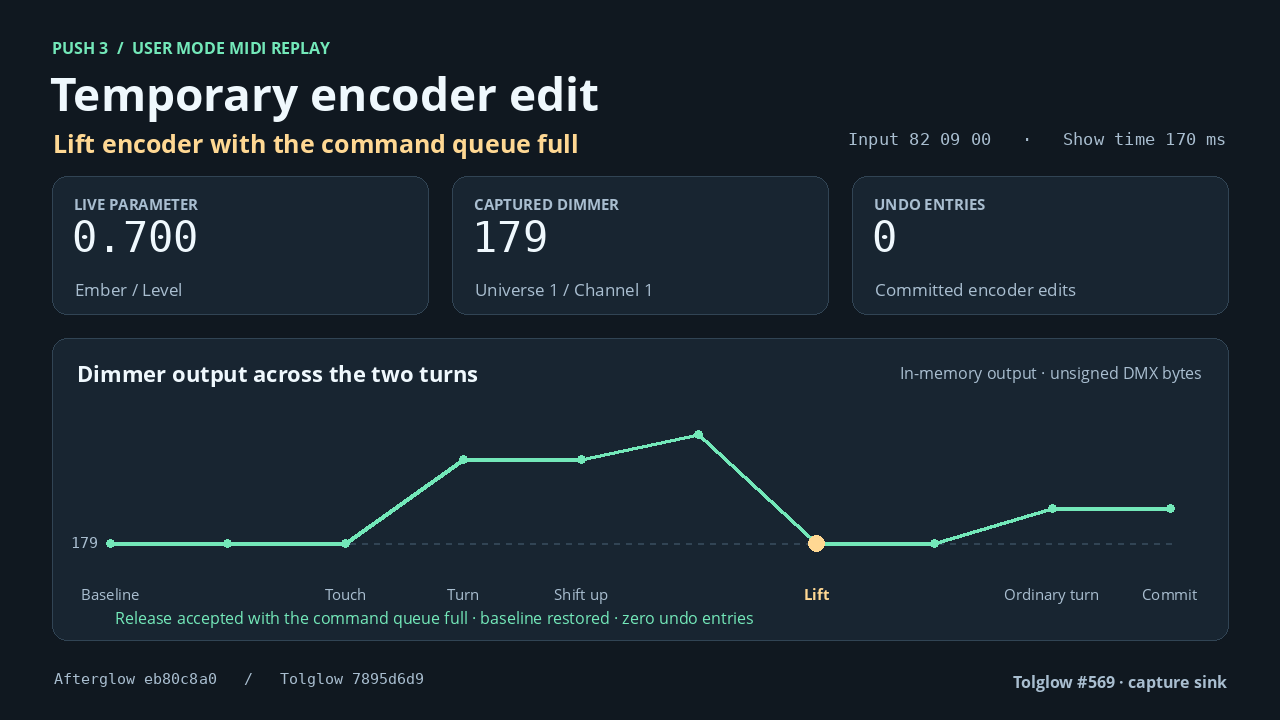 PUSH 3 / USER MODE MIDI REPLAY
Temporary encoder edit
Lift encoder with the command queue full
Input 82 09 00 · Show time 170 ms
LIVE PARAMETER
0.700
Ember / Level
CAPTURED DIMMER
179
Universe 1 / Channel 1
UNDO ENTRIES
0
Committed encoder edits
Dimmer output across the two turns
In-memory output · unsigned DMX bytes
179
Baseline
Touch
Turn
Shift up
Lift
Ordinary turn
Commit
Release accepted with the command queue full · baseline restored · zero undo entries
Afterglow eb80c8a0 / Tolglow 7895d6d9
Tolglow #569 · capture sink